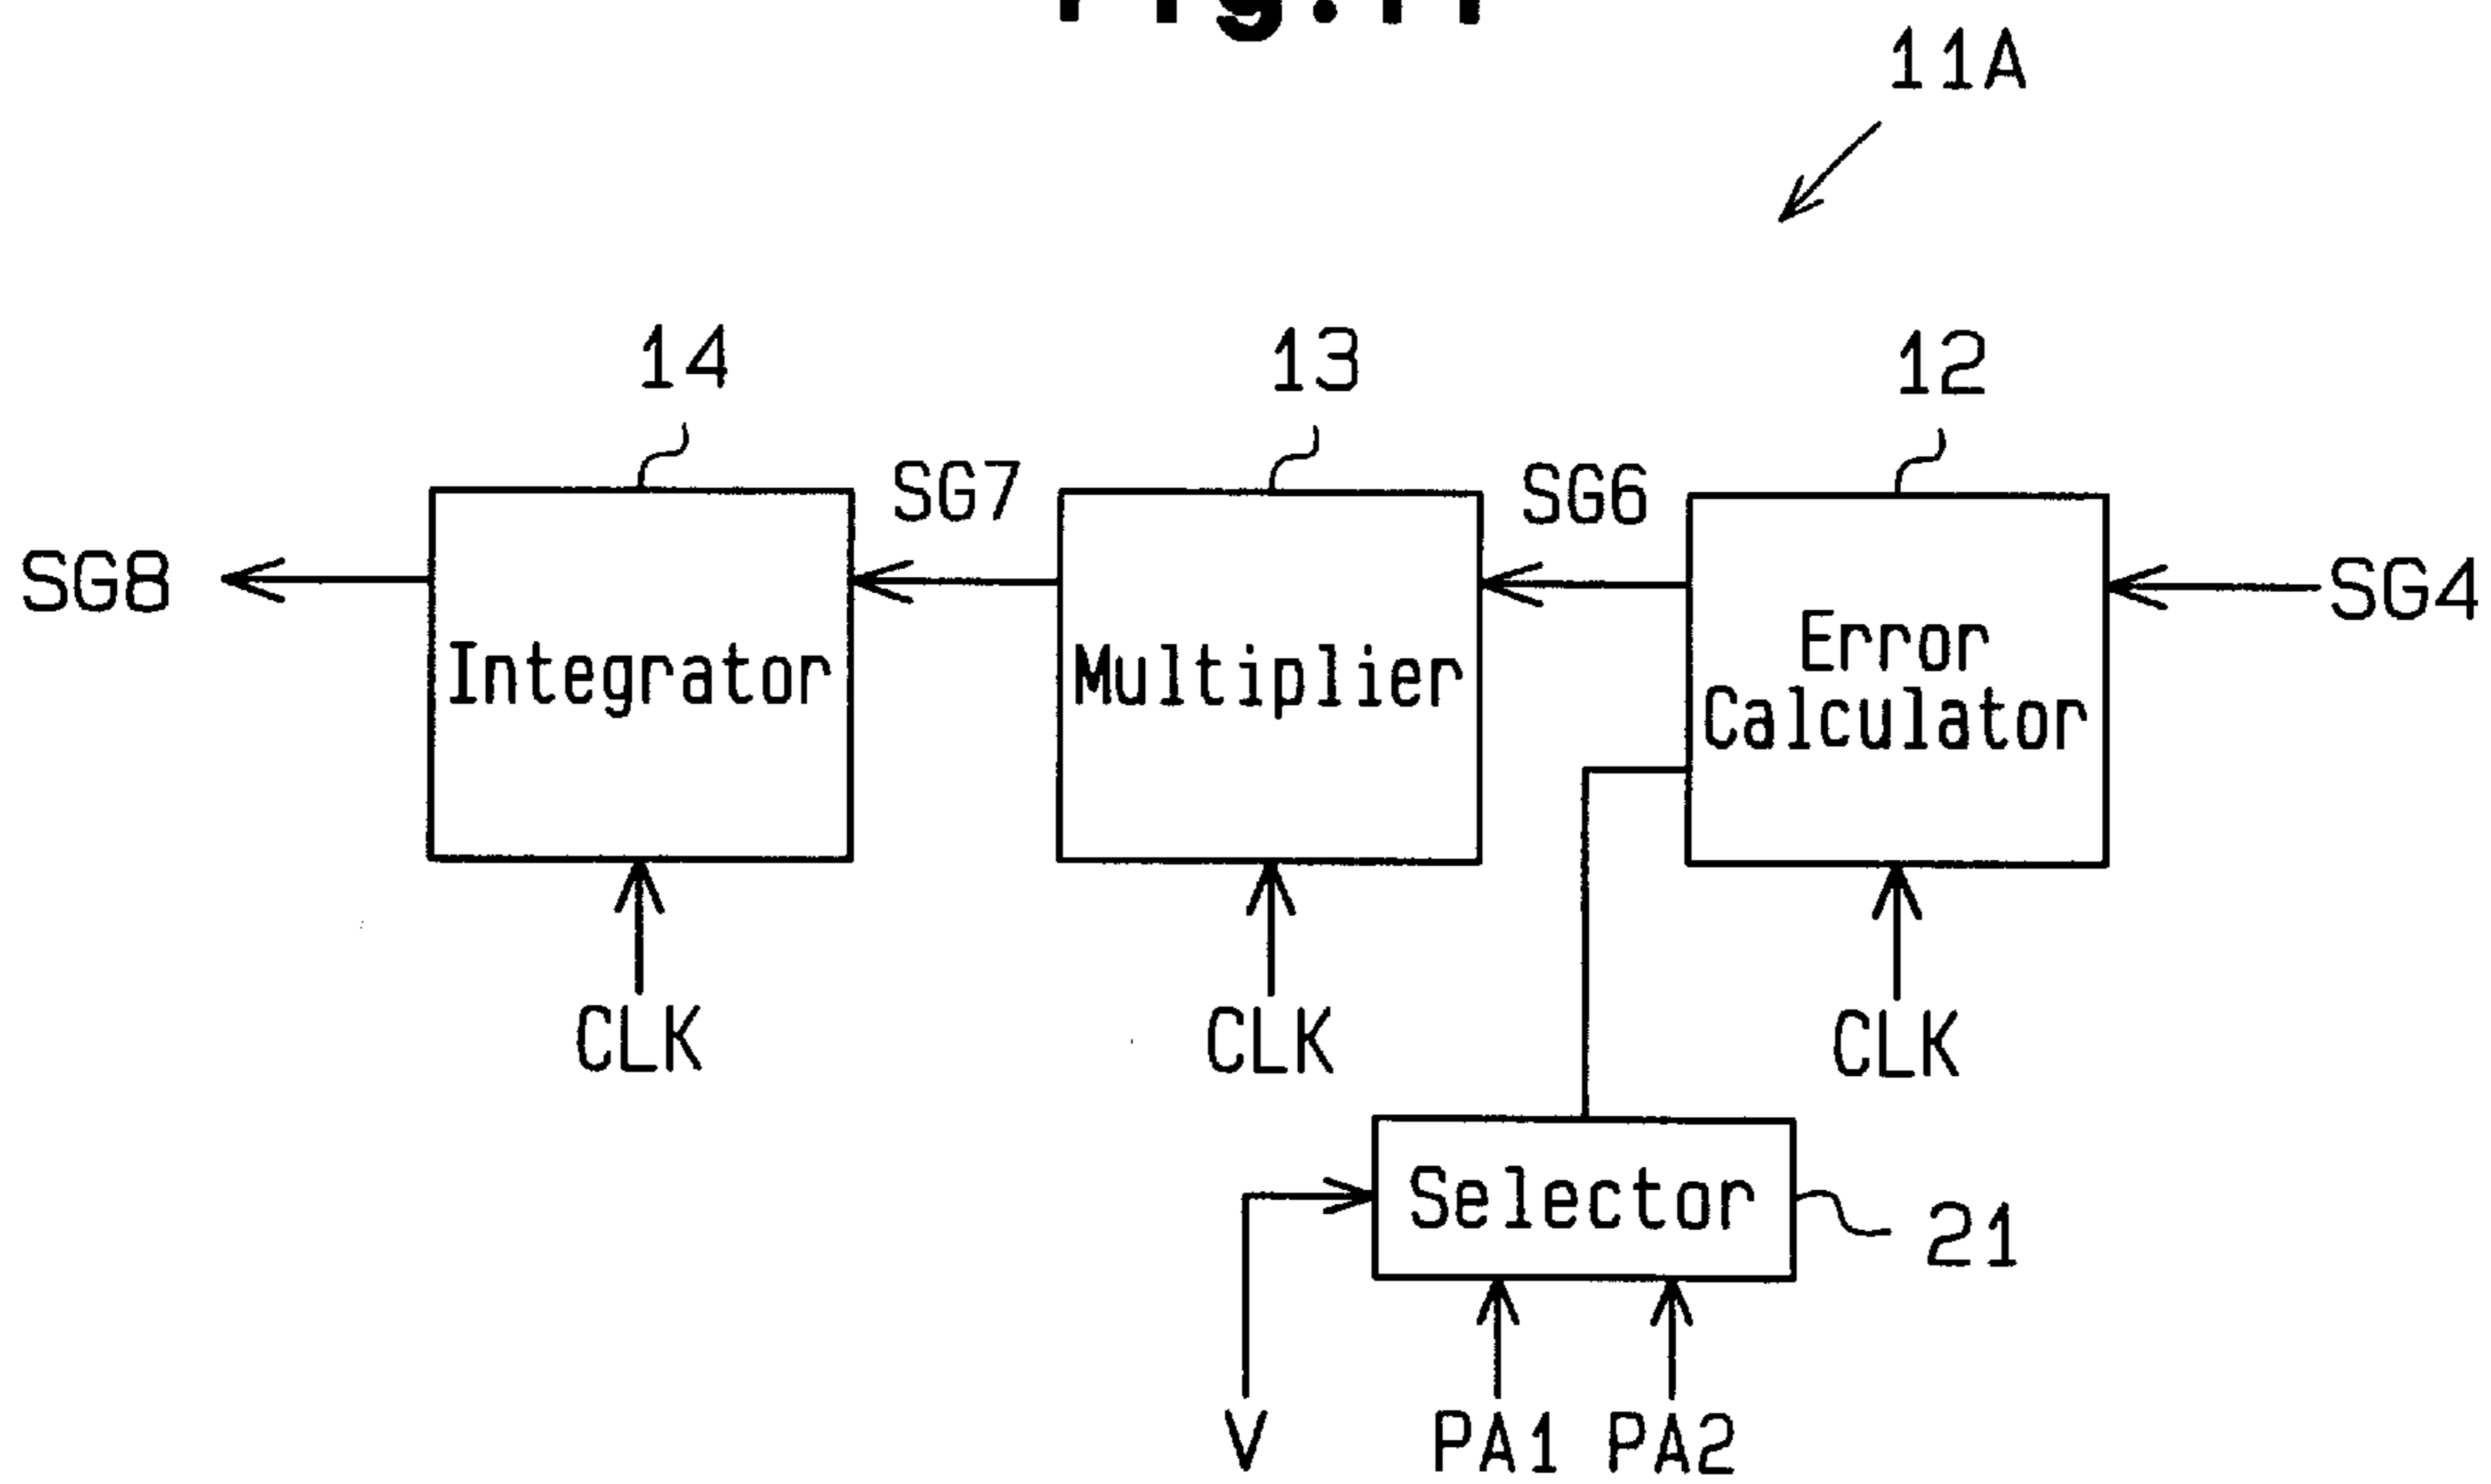 11A
14
13
12
SG7
SG6
SG8
SG4
Integrator
Multiplier
Error
Calculator
CLK
CLK
CLK
Selector
21
V
PA1
PA2